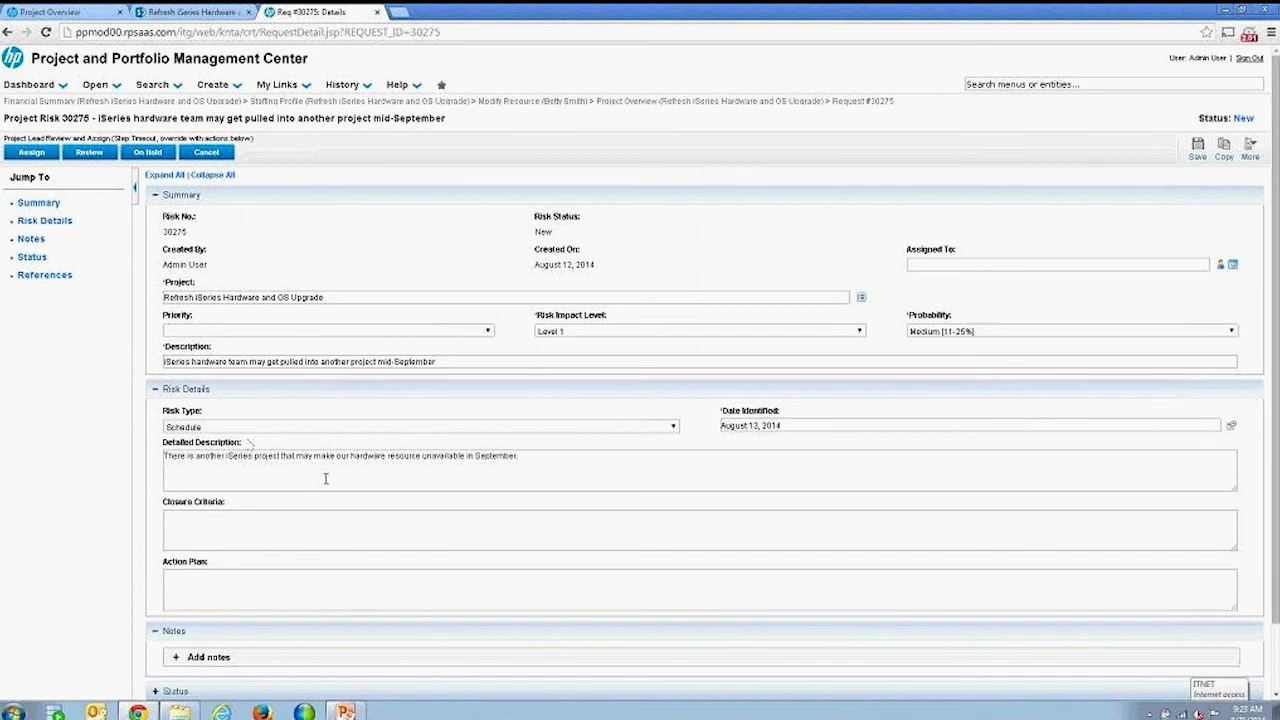 Project Overview
Refresh iSeries Hardware
Req #30275: Details
ppmod00.rpsaas.com/itg/web/knta/crt/RequestDetail.jsp?REQUEST_ID=30275
hp Project and Portfolio Management Center
User: Admin User | Sign Out
Dashboard Open Search Create My Links History Help
Search menus or entities...
Financial Summary (Refresh iSeries Hardware and OS Upgrade) > Staffing Profile (Refresh iSeries Hardware and OS Upgrade) > Modify Resource (Betty Smith) > Project Overview (Refresh iSeries Hardware and OS Upgrade) > Request #30275
Project Risk 30275 - iSeries hardware team may get pulled into another project mid-September
Status: New
Project Lead Review and Assign (Step Timeout, override with actions below)
Assign Review On Hold Cancel
Save Copy More
Jump To
Summary
Risk Details
Notes
Status
References
Expand All | Collapse All
Summary
Risk No.: Risk Status:
30275 New
Created By: Created On: Assigned To:
Admin User August 12, 2014
*Project:
Refresh iSeries Hardware and OS Upgrade
Priority: *Risk Impact Level: *Probability:
Level 1 Medium [11-25%]
*Description:
iSeries hardware team may get pulled into another project mid-September
Risk Details
Risk Type: *Date Identified:
Schedule August 13, 2014
Detailed Description:
There is another iSeries project that may make our hardware resource unavailable in September.
Closure Criteria:
Action Plan:
Notes
+ Add notes
Status
ITNET
Internet access
9:23 AM